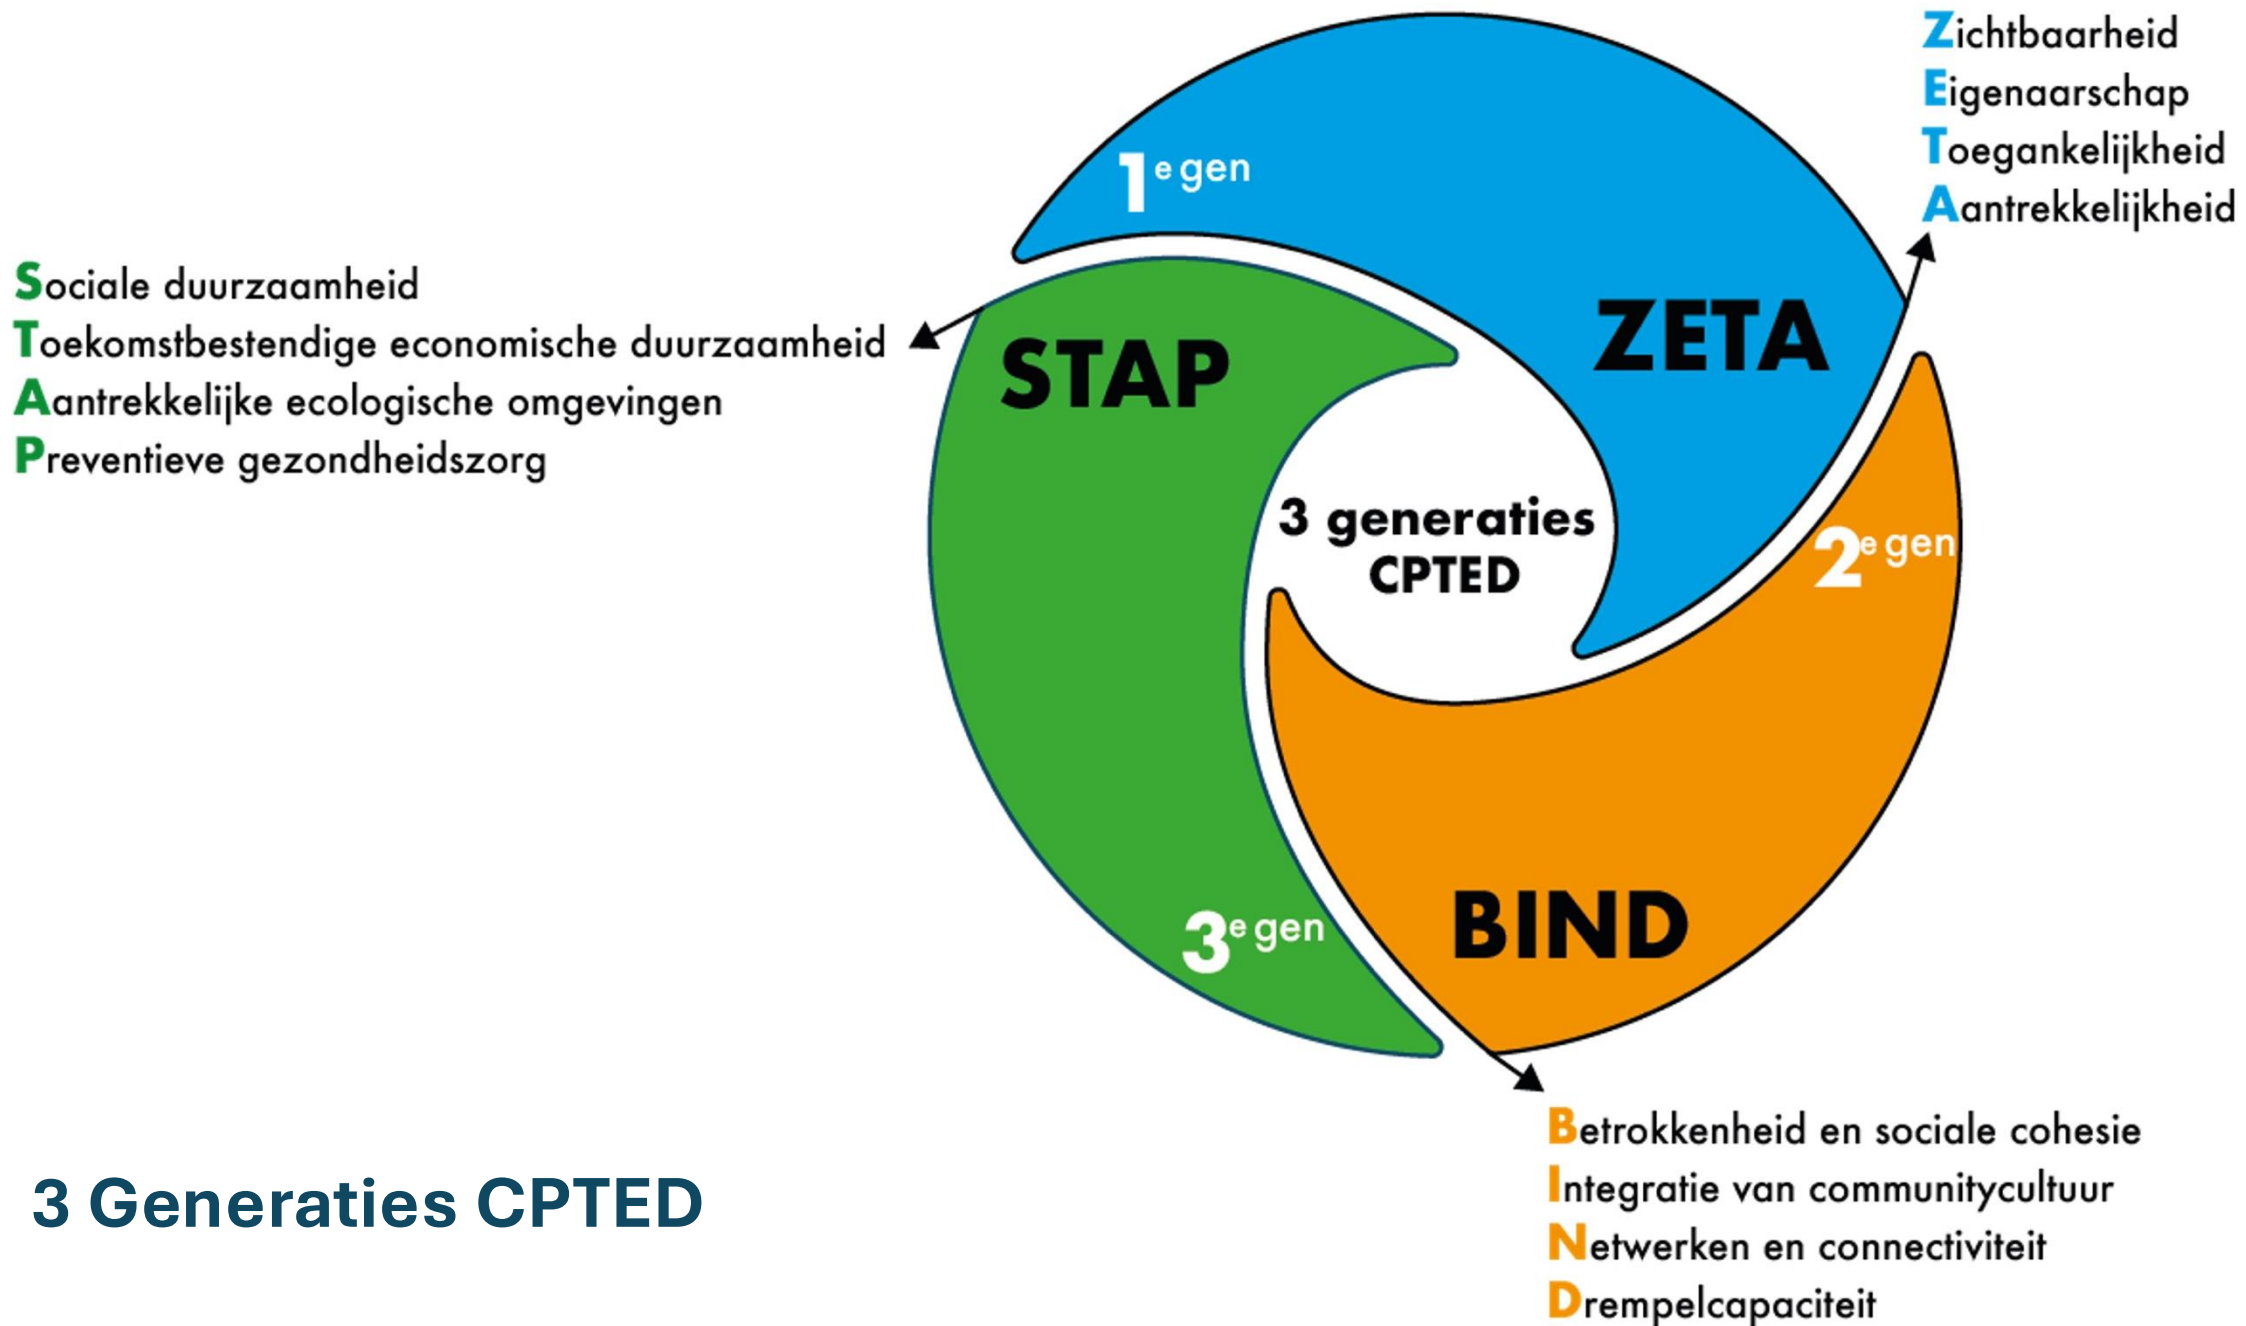 Zichtbaarheid
Eigenaarschap
Toegankelijkheid
Aantrekkelijkheid
1e gen
ZETA
Sociale duurzaamheid
Toekomstbestendige economische duurzaamheid
Aantrekkelijke ecologische omgevingen
Preventieve gezondheidszorg
STAP
3 generaties
CPTED
2e gen
BIND
3e gen
Betrokkenheid en sociale cohesie
Integratie van communitycultuur
Netwerken en connectiviteit
Drempelcapaciteit
3 Generaties CPTED